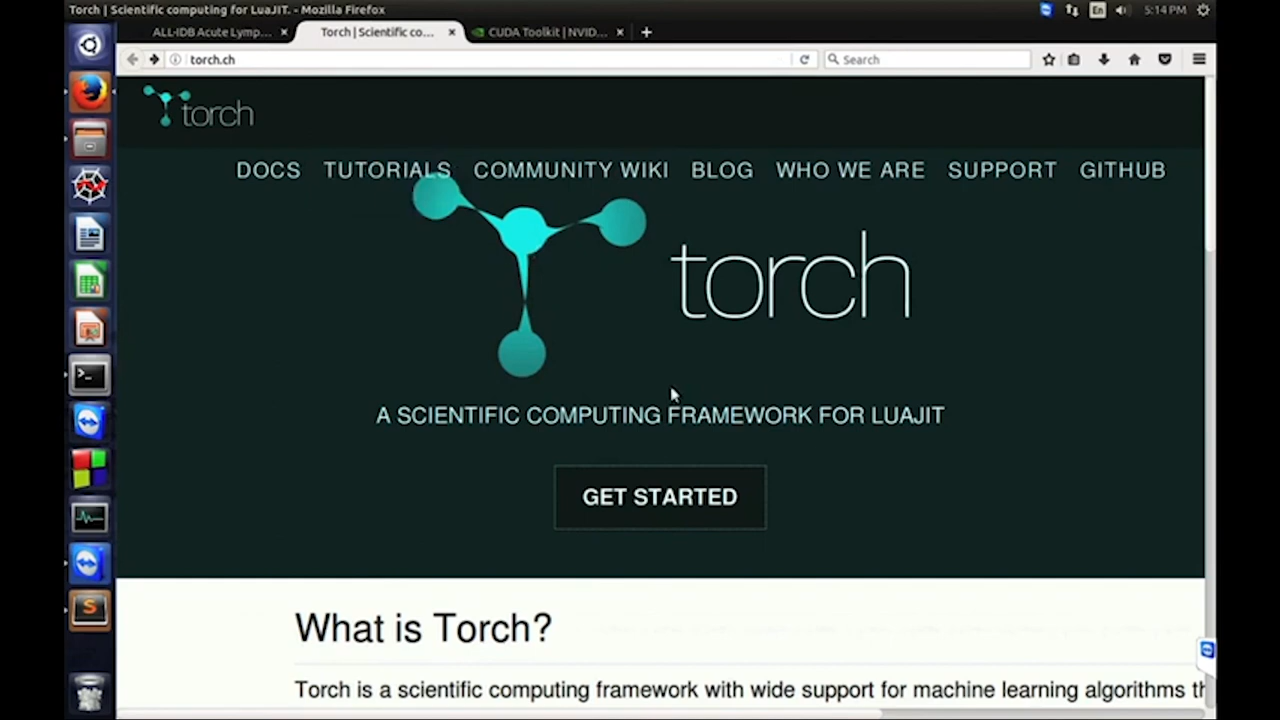 Torch | Scientific computing for LuaJIT. - Mozilla Firefox
En
5:14 PM
ALL-IDB Acute Lymp...
Torch | Scientific co...
CUDA Toolkit | NVID...
torch.ch
Search
torch
DOCS TUTORIALS COMMUNITY WIKI BLOG WHO WE ARE SUPPORT GITHUB
torch
A SCIENTIFIC COMPUTING FRAMEWORK FOR LUAJIT
GET STARTED
What is Torch?
Torch is a scientific computing framework with wide support for machine learning algorithms th